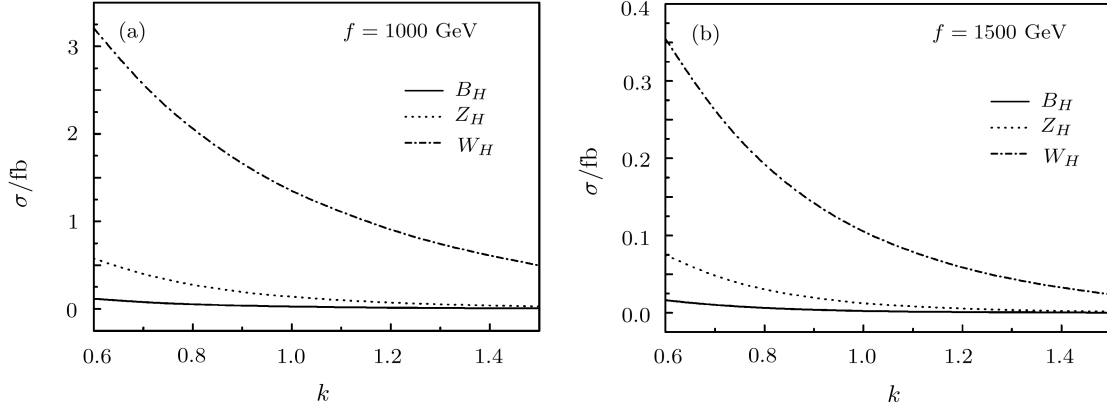 (a)
f = 1000 GeV
B_H
Z_H
W_H
σ/fb
3
2
1
0
0.6 0.8 1.0 1.2 1.4
k
(b)
f = 1500 GeV
B_H
Z_H
W_H
σ/fb
0.4
0.3
0.2
0.1
0.0
0.6 0.8 1.0 1.2 1.4
k